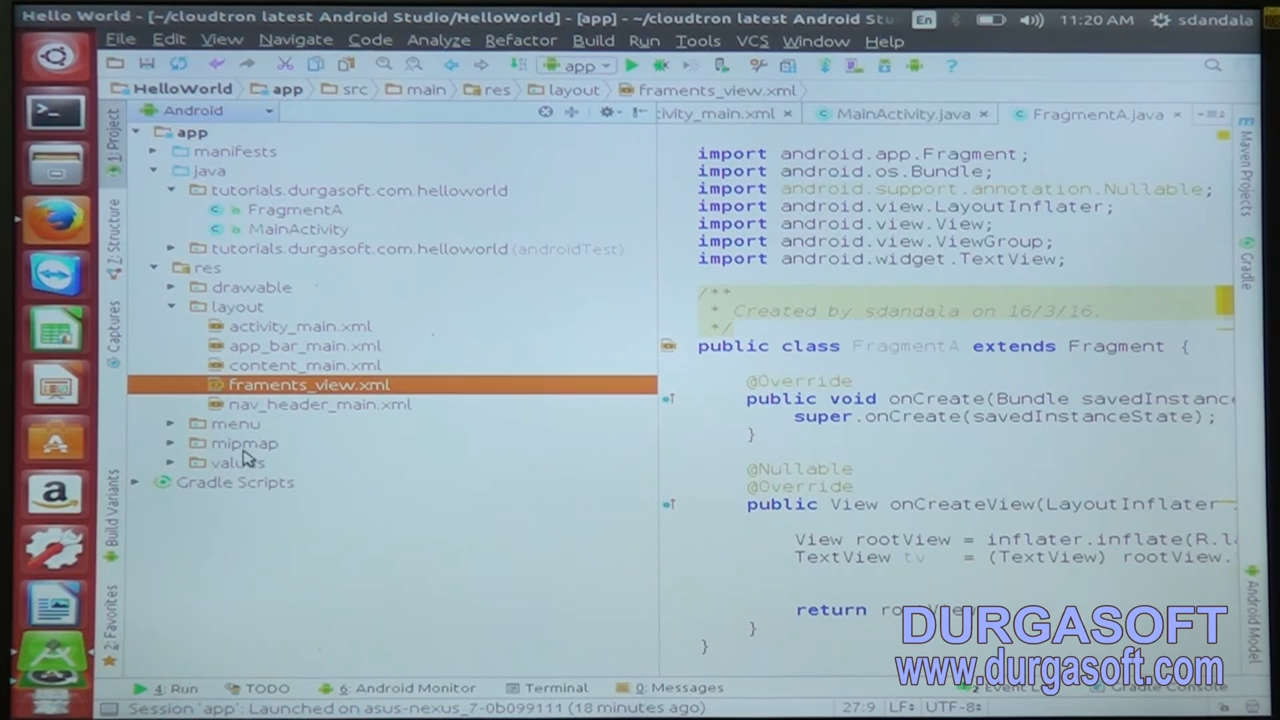 Hello World - [~/cloudtron latest Android Studio/HelloWorld] - [app] - ~/cloudtron latest Android Stu
En
11:20 AM
sdandala
File Edit View Navigate Code Analyze Refactor Build Run Tools VCS Window Help
app
HelloWorld app src main res layout fragments_view.xml
Android
ivity_main.xml
MainActivity.java
FragmentA.java
1: Project
Z: Structure
Captures
Build Variants
2: Favorites
app
manifests
java
tutorials.durgasoft.com.helloworld
FragmentA
MainActivity
tutorials.durgasoft.com.helloworld (androidTest)
res
drawable
layout
activity_main.xml
app_bar_main.xml
content_main.xml
framents_view.xml
nav_header_main.xml
menu
mipmap
values
Gradle Scripts
import android.app.Fragment;
import android.os.Bundle;
import android.support.annotation.Nullable;
import android.view.LayoutInflater;
import android.view.View;
import android.view.ViewGroup;
import android.widget.TextView;
/**
* Created by sdandala on 16/3/16.
*/
public class FragmentA extends Fragment {
@Override
public void onCreate(Bundle savedInstanc
super.onCreate(savedInstanceState);
}
@Nullable
@Override
public View onCreateView(LayoutInflater
View rootView = inflater.inflate(R.l
TextView tv = (TextView) rootView.
return
}
}
Maven Projects
Gradle
Android Model
DURGASOFT
www.durgasoft.com
4: Run TODO 6: Android Monitor Terminal 0: Messages
Gradle Console
Session 'app': Launched on asus-nexus_7-0b099111 (18 minutes ago)
27:9 LF UTF-8